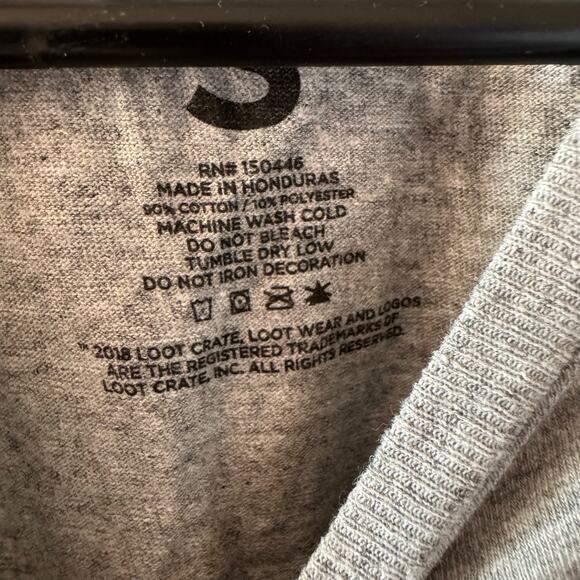 S
RN# 150446
MADE IN HONDURAS
90% COTTON / 10% POLYESTER
MACHINE WASH COLD
DO NOT BLEACH
TUMBLE DRY LOW
DO NOT IRON DECORATION
™ 2018 LOOT CRATE, LOOT WEAR AND LOGOS
ARE THE REGISTERED TRADEMARKS OF
LOOT CRATE, INC. ALL RIGHTS RESERVED.